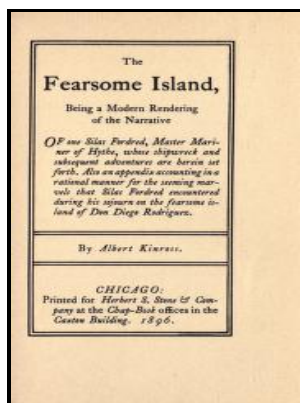 The
Fearsome Island,
Being a Modern Rendering
of the Narrative
OF one Silas Fordred, Master Mari-
ner of Hythe, whose shipwreck and
subsequent adventures are herein set
forth. Also an appendix accounting in a
rational manner for the seeming mar-
vels that Silas Fordred encountered
during his sojourn on the fearsome is-
land of Don Diego Rodriguez.
By Albert Kinross.
CHICAGO:
Printed for Herbert S. Stone & Com-
pany at the Chap-Book offices in the
Caxton Building. 1896.